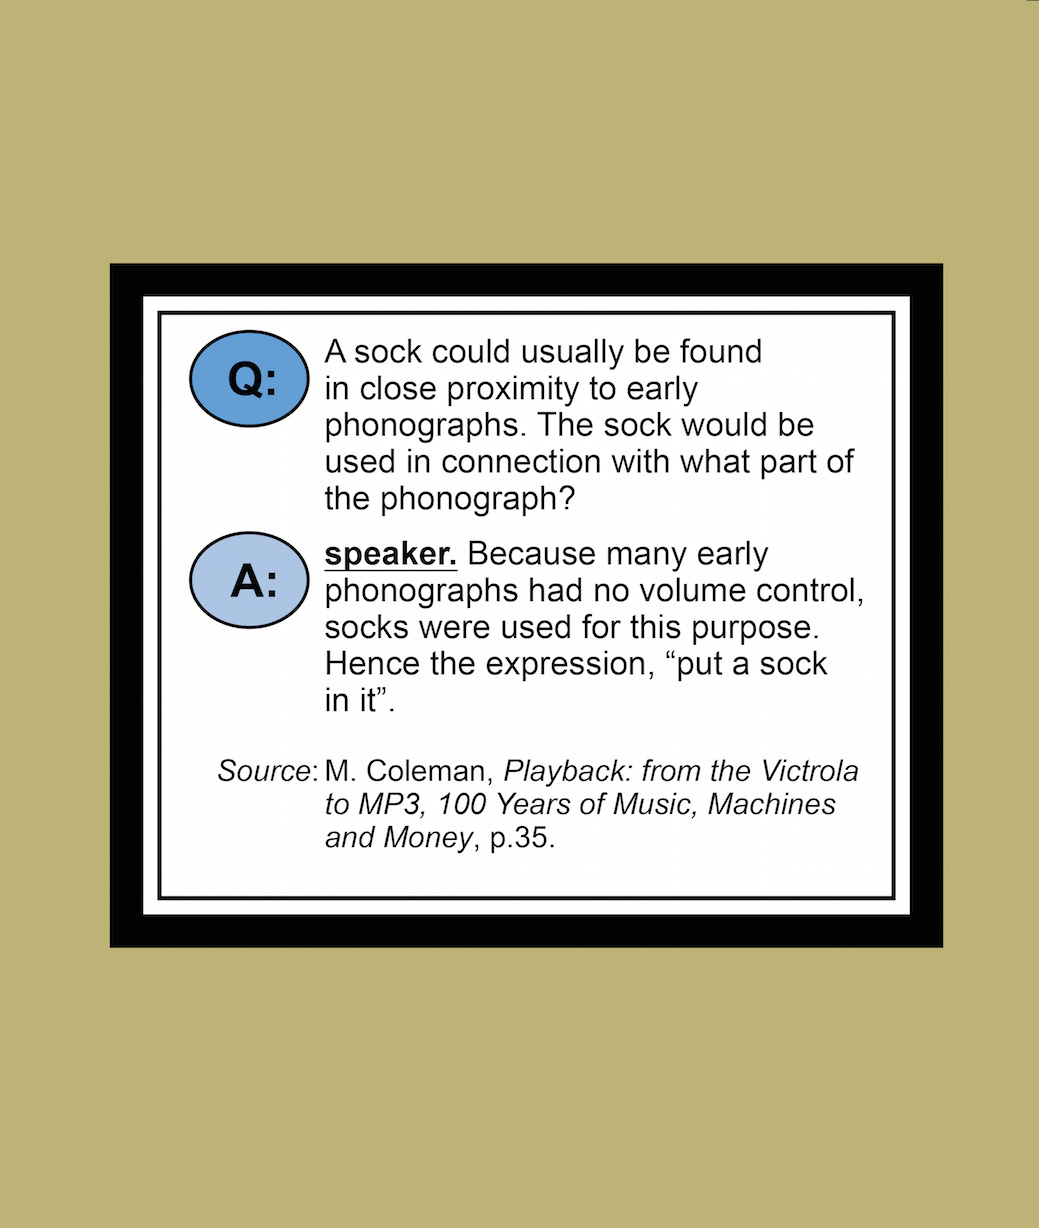 Q:
A sock could usually be found
in close proximity to early
phonographs. The sock would be
used in connection with what part of
the phonograph?
A:
speaker. Because many early
phonographs had no volume control,
socks were used for this purpose.
Hence the expression, “put a sock
in it”.
Source: M. Coleman, Playback: from the Victrola
to MP3, 100 Years of Music, Machines
and Money, p.35.